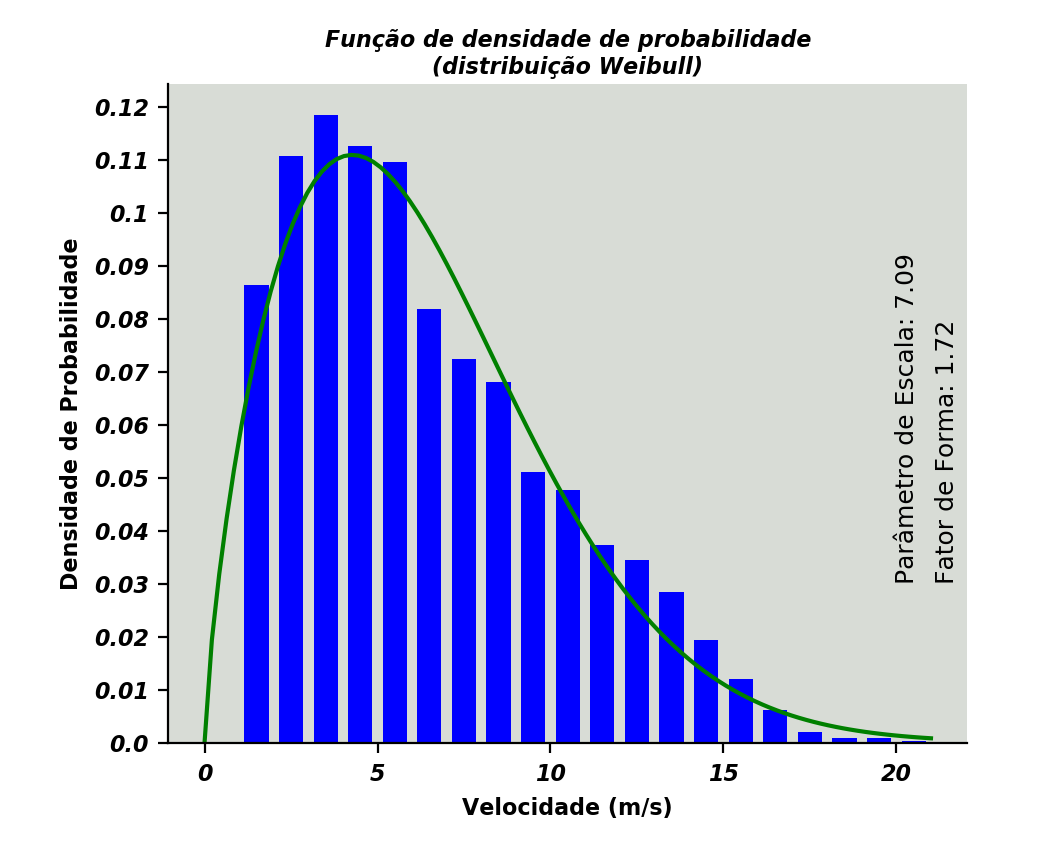 Função de densidade de probabilidade
(distribuição Weibull)
0.12
0.11
0.1
0.09
0.08
0.07
0.06
0.05
0.04
0.03
0.02
0.01
0.0
Densidade de Probabilidade
Parâmetro de Escala: 7.09
Fator de Forma: 1.72
0 5 10 15 20
Velocidade (m/s)